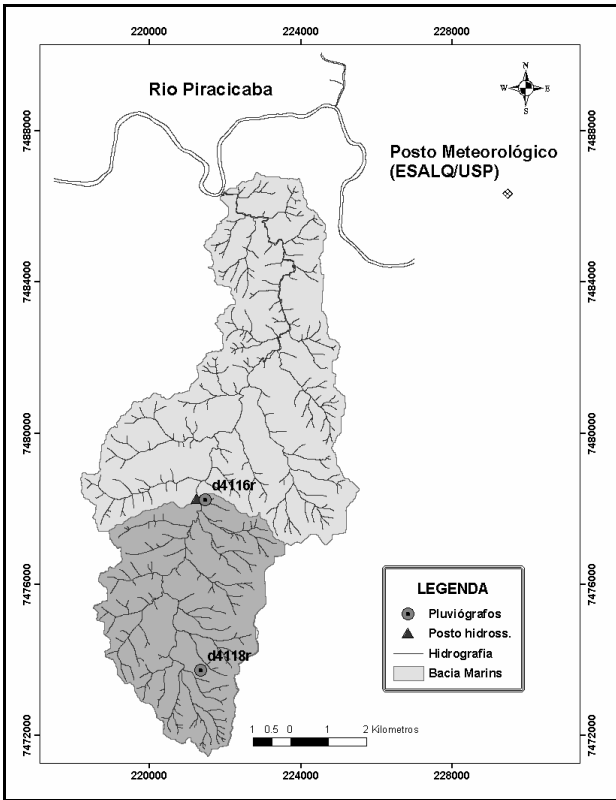 220000 224000 228000
N
W E
S
Rio Piracicaba
Posto Meteorológico
(ESALQ/USP)
7488000 7488000
7484000 7484000
7480000 7480000
d4116r
7476000 7476000
d4118r
LEGENDA
Pluviógrafos
Posto hidross.
Hidrografia
Bacia Marins
7472000 7472000
1 0.5 0 1 2 Kilometros
220000 224000 228000